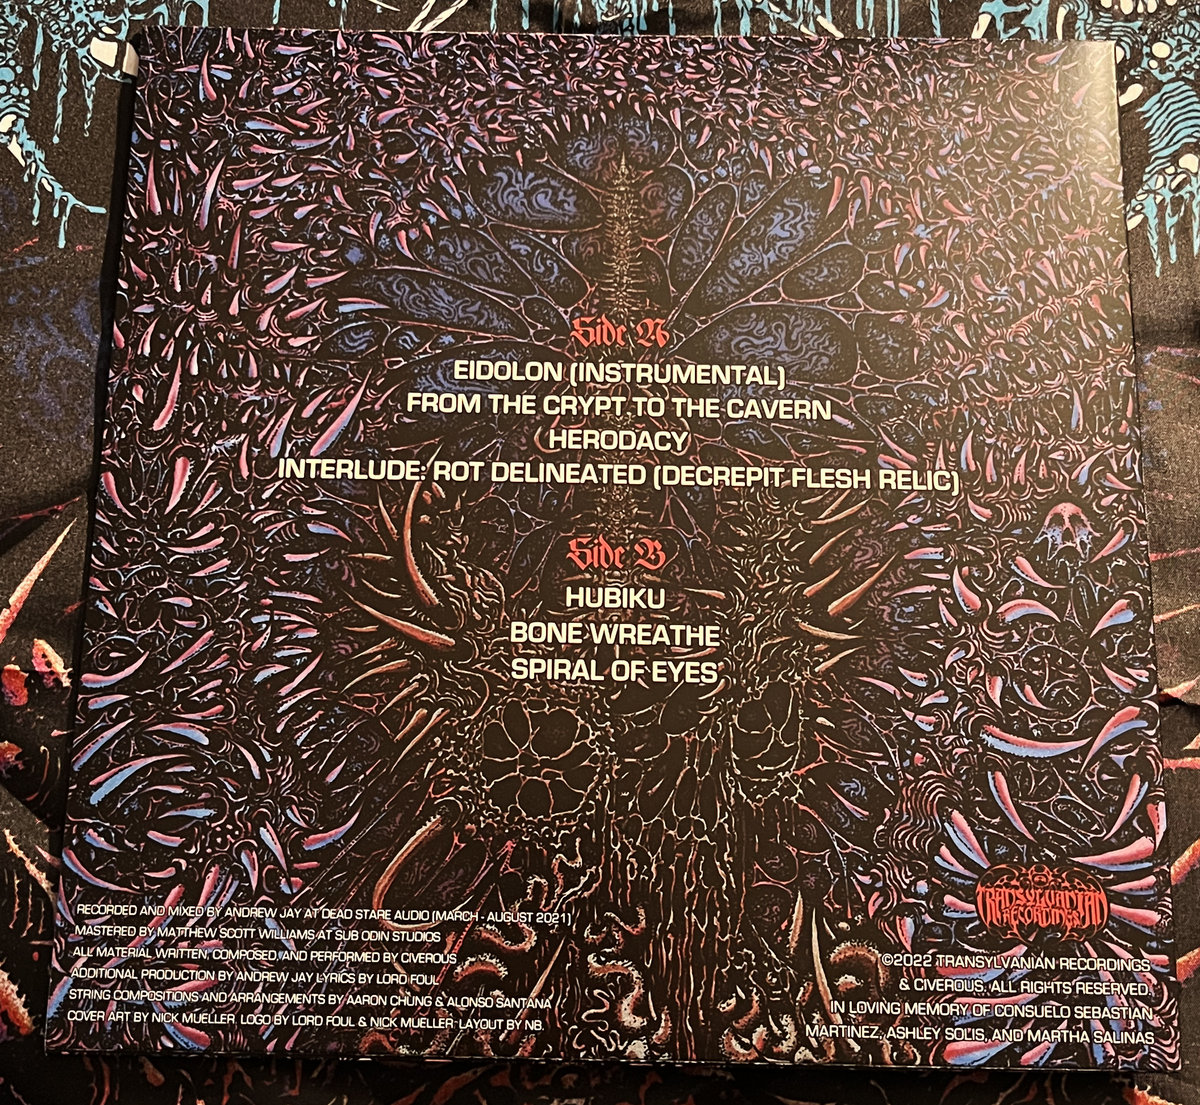 Side A
EIDOLON (INSTRUMENTAL)
FROM THE CRYPT TO THE CAVERN
HERODACY
INTERLUDE: ROT DELINEATED (DECREPIT FLESH RELIC)
Side B
HUBIKU
BONE WREATHE
SPIRAL OF EYES
RECORDED AND MIXED BY ANDREW JAY AT DEAD STARE AUDIO (MARCH - AUGUST 2021)
MASTERED BY MATTHEW SCOTT WILLIAMS AT SUB ODIN STUDIOS
ALL MATERIAL WRITTEN, COMPOSED, AND PERFORMED BY CIVEROUS
ADDITIONAL PRODUCTION BY ANDREW JAY LYRICS BY LORD FOUL
STRING COMPOSITIONS AND ARRANGEMENTS BY AARON CHUNG & ALONSO SANTANA
COVER ART BY NICK MUELLER. LOGO BY LORD FOUL & NICK MUELLER. LAYOUT BY NB.
TRANSYLVANIAN
RECORDINGS
©2022 TRANSYLVANIAN RECORDINGS
& CIVEROUS, ALL RIGHTS RESERVED.
IN LOVING MEMORY OF CONSUELO SEBASTIAN
MARTINEZ, ASHLEY SOLIS, AND MARTHA SALINAS